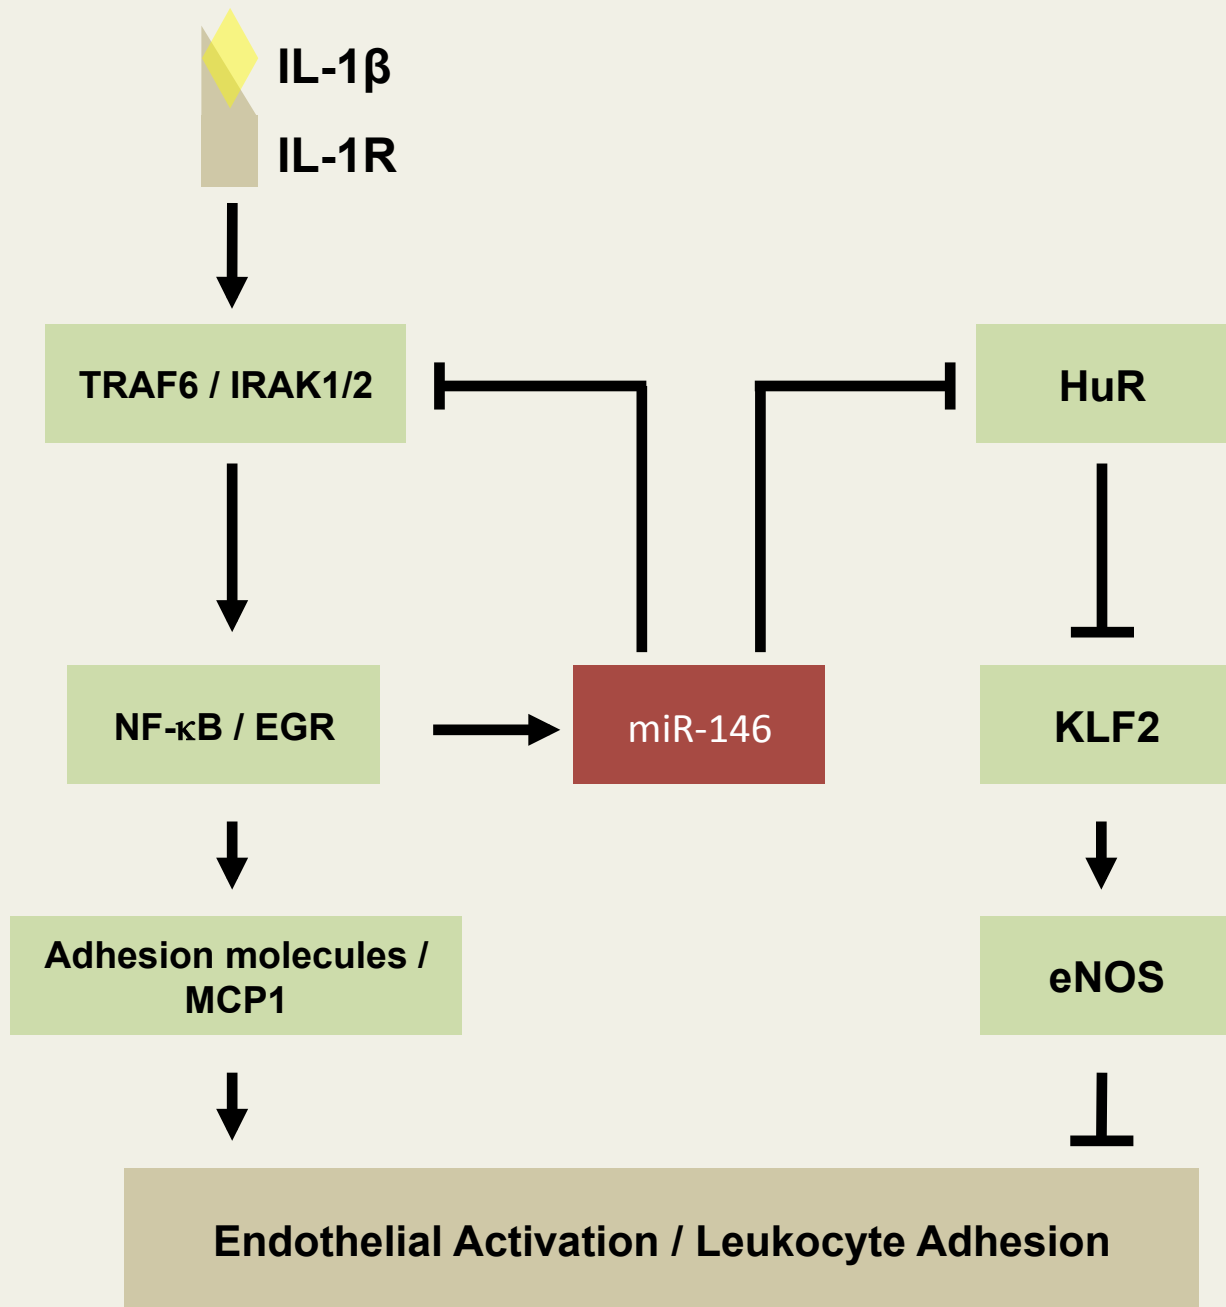 IL-1β
IL-1R
TRAF6 / IRAK1/2
HuR
NF-κB / EGR
miR-146
KLF2
Adhesion molecules /
MCP1
eNOS
Endothelial Activation / Leukocyte Adhesion